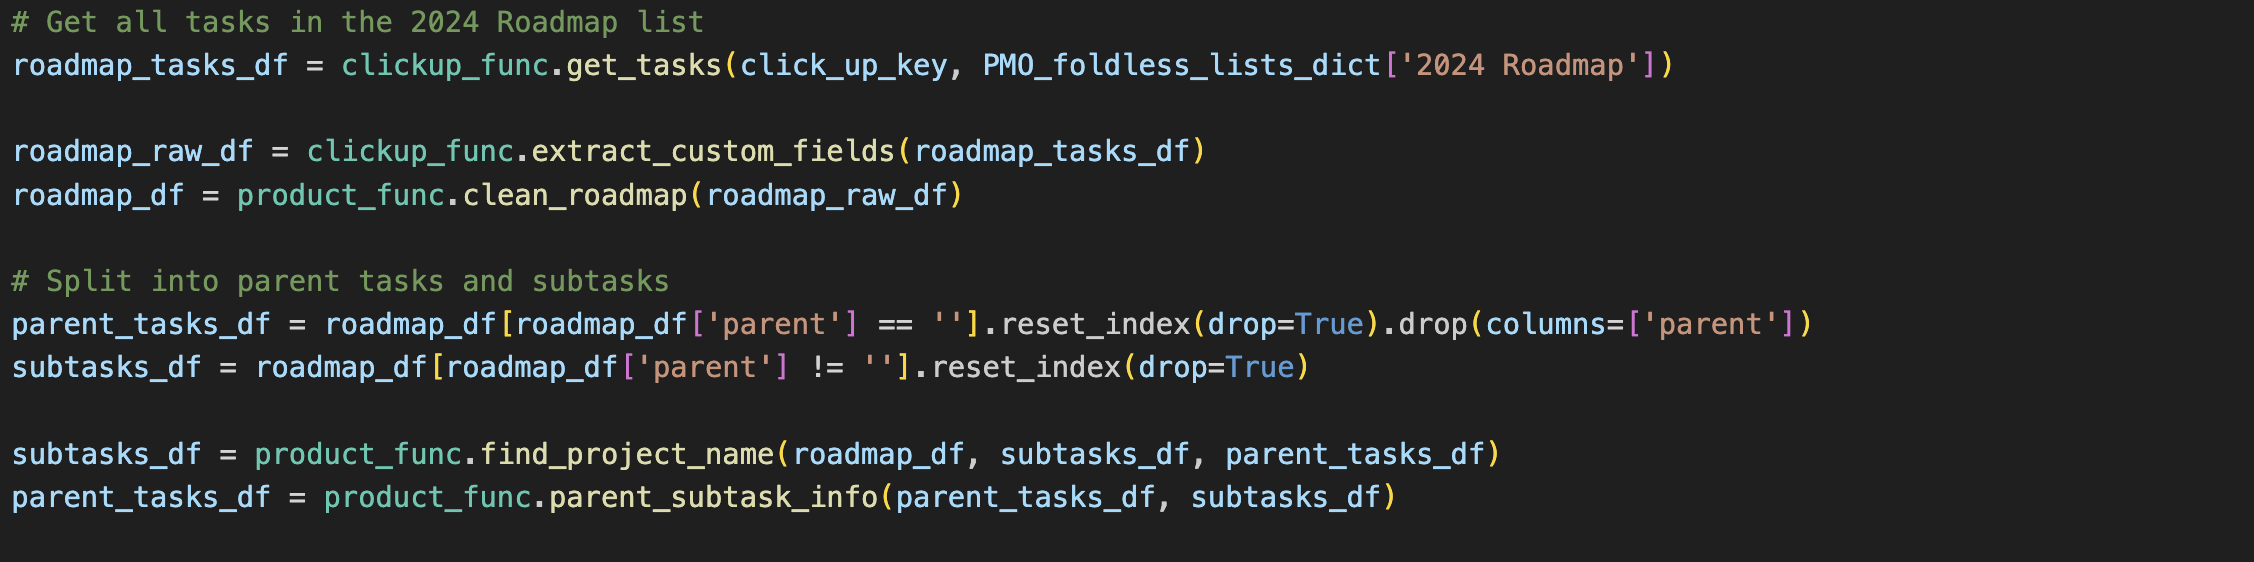 # Get all tasks in the 2024 Roadmap list
roadmap_tasks_df = clickup_func.get_tasks(click_up_key, PMO_foldless_lists_dict['2024 Roadmap'])
roadmap_raw_df = clickup_func.extract_custom_fields(roadmap_tasks_df)
roadmap_df = product_func.clean_roadmap(roadmap_raw_df)
# Split into parent tasks and subtasks
parent_tasks_df = roadmap_df[roadmap_df['parent'] == ''].reset_index(drop=True).drop(columns=['parent'])
subtasks_df = roadmap_df[roadmap_df['parent'] != ''].reset_index(drop=True)
subtasks_df = product_func.find_project_name(roadmap_df, subtasks_df, parent_tasks_df)
parent_tasks_df = product_func.parent_subtask_info(parent_tasks_df, subtasks_df)